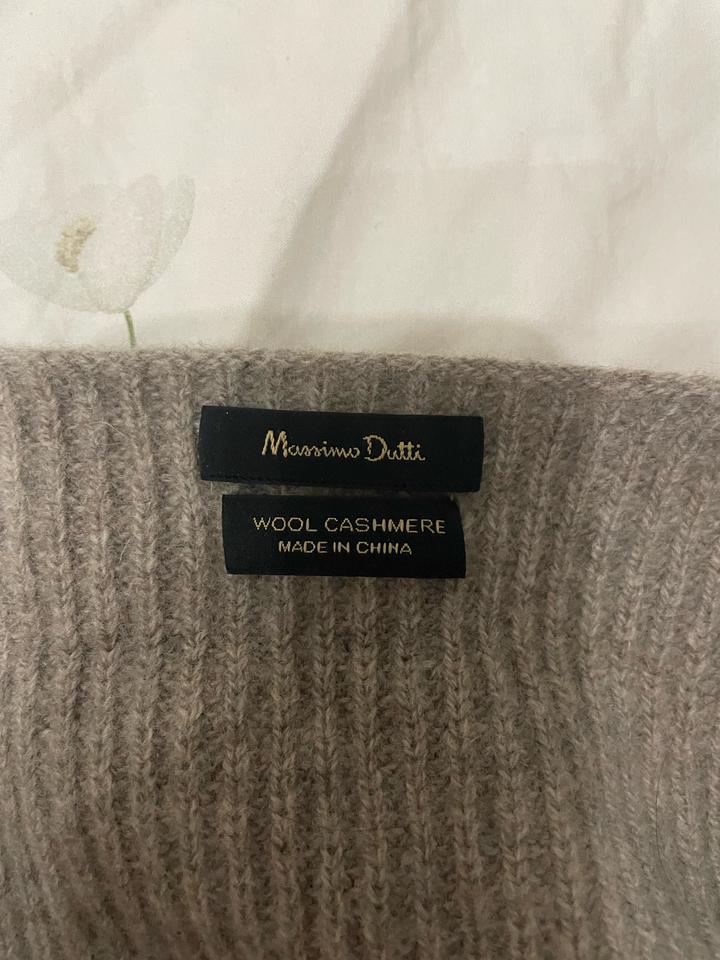 Massimo Dutti
WOOL CASHMERE
MADE IN CHINA